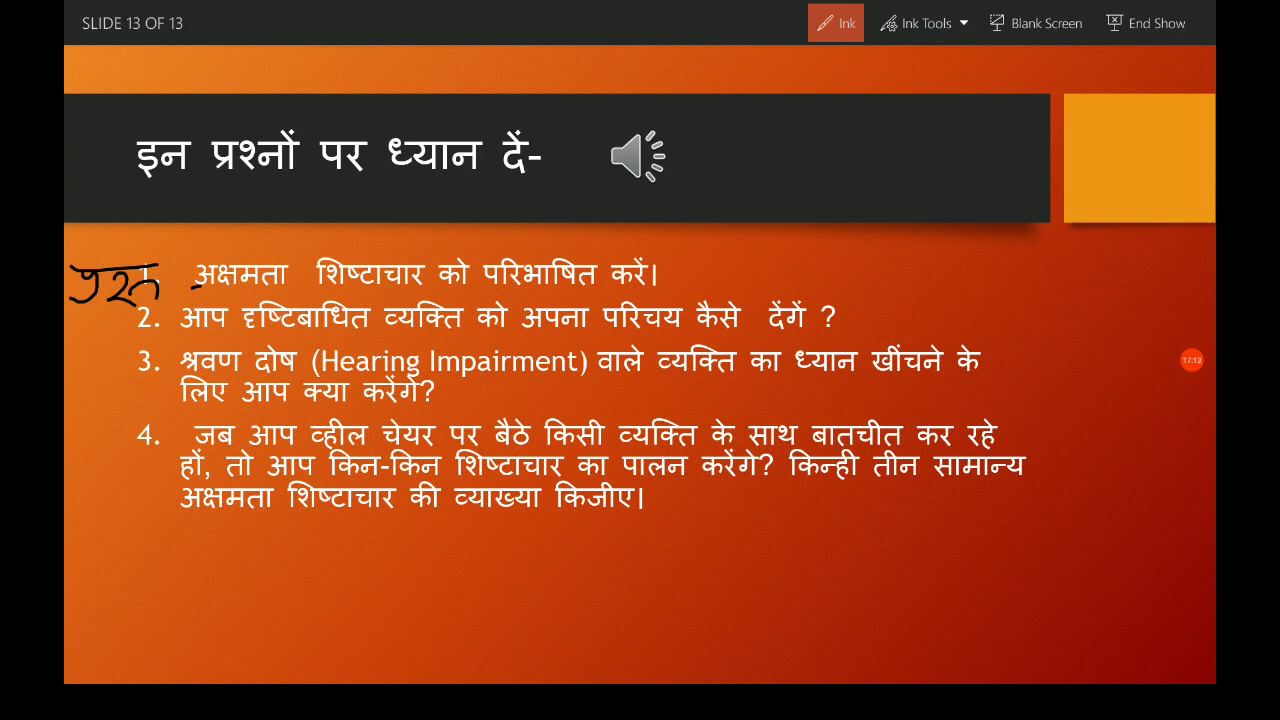 SLIDE 13 OF 13
Ink
Ink Tools
Blank Screen
End Show
इन प्रश्नों पर ध्यान दें-
प्रश्न -
1. अक्षमता शिष्टाचार को परिभाषित करें।
2. आप दृष्टिबाधित व्यक्ति को अपना परिचय कैसे देंगें ?
3. श्रवण दोष (Hearing Impairment) वाले व्यक्ति का ध्यान खींचने के
लिए आप क्या करेंगे?
4. जब आप व्हील चेयर पर बैठे किसी व्यक्ति के साथ बातचीत कर रहे
हों, तो आप किन-किन शिष्टाचार का पालन करेंगे? किन्ही तीन सामान्य
अक्षमता शिष्टाचार की व्याख्या किजीए।
17:13